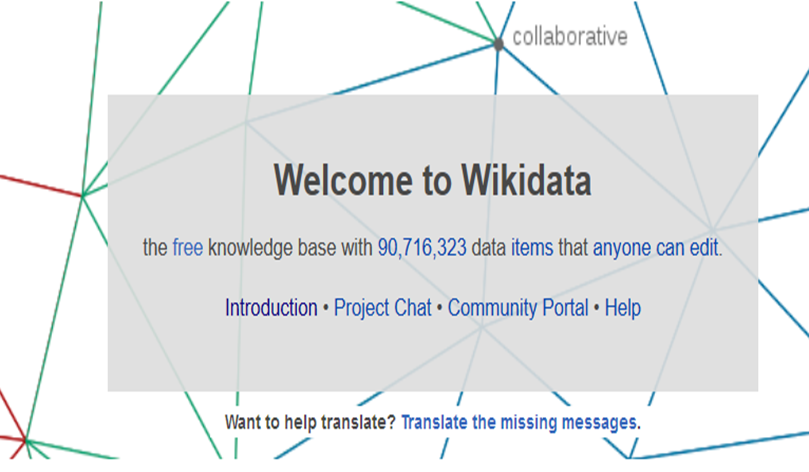 collaborative
Welcome to Wikidata
the free knowledge base with 90,716,323 data items that anyone can edit.
Introduction • Project Chat • Community Portal • Help
Want to help translate? Translate the missing messages.